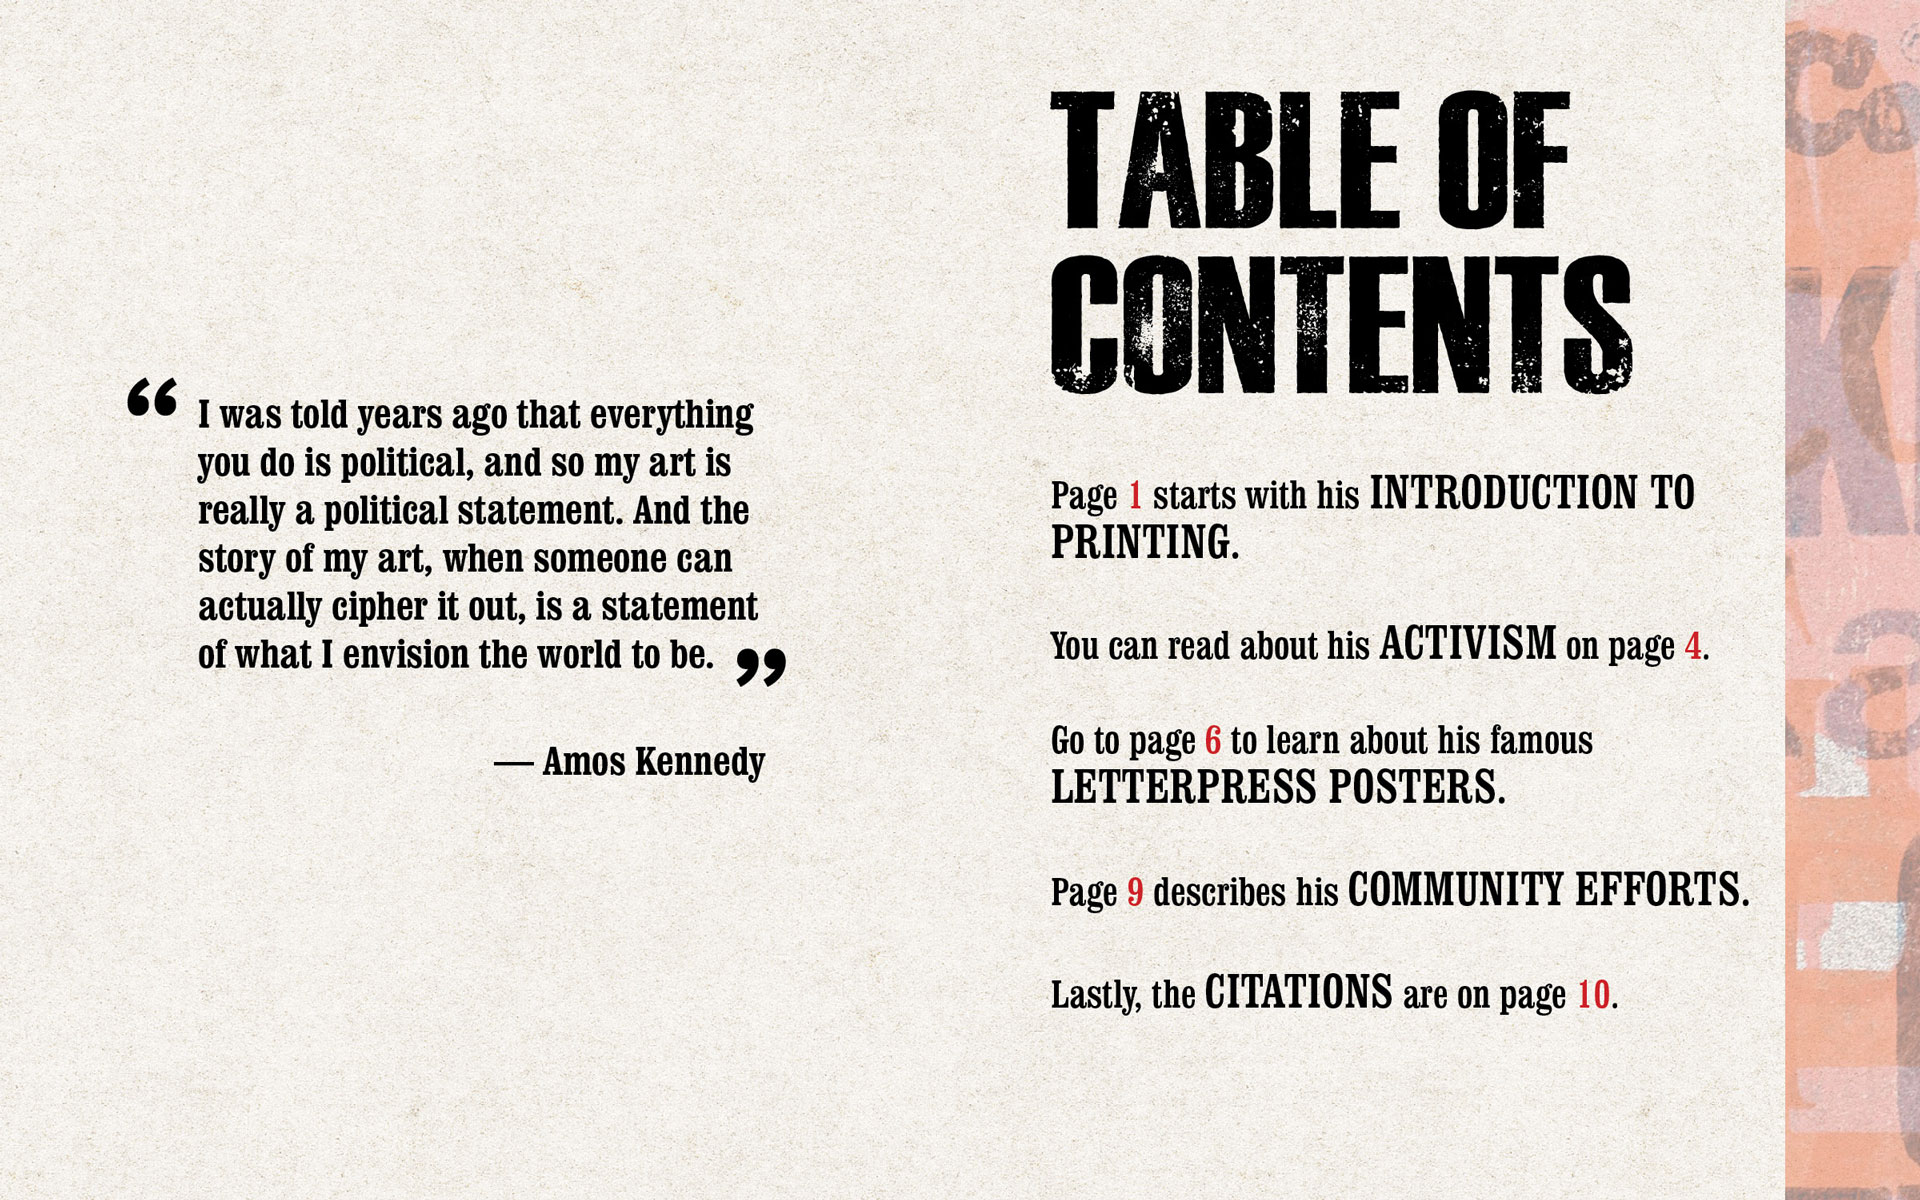 “ I was told years ago that everything
you do is political, and so my art is
really a political statement. And the
story of my art, when someone can
actually cipher it out, is a statement
of what I envision the world to be. ”
— Amos Kennedy
TABLE OF
CONTENTS
Page 1 starts with his INTRODUCTION TO
PRINTING.
You can read about his ACTIVISM on page 4.
Go to page 6 to learn about his famous
LETTERPRESS POSTERS.
Page 9 describes his COMMUNITY EFFORTS.
Lastly, the CITATIONS are on page 10.